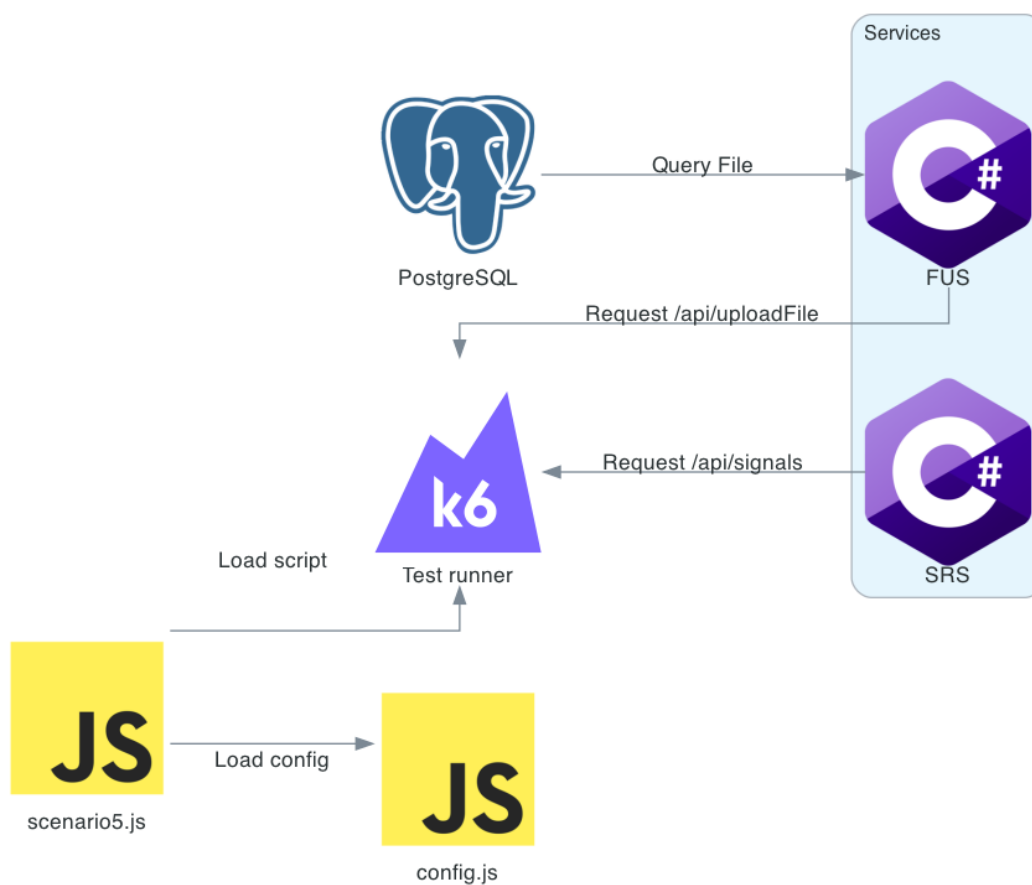 Services
C#
Query File
PostgreSQL
FUS
Request /api/uploadFile
C#
Request /api/signals
k6
Load script
Test runner
SRS
JS
JS
Load config
scenario5.js
config.js